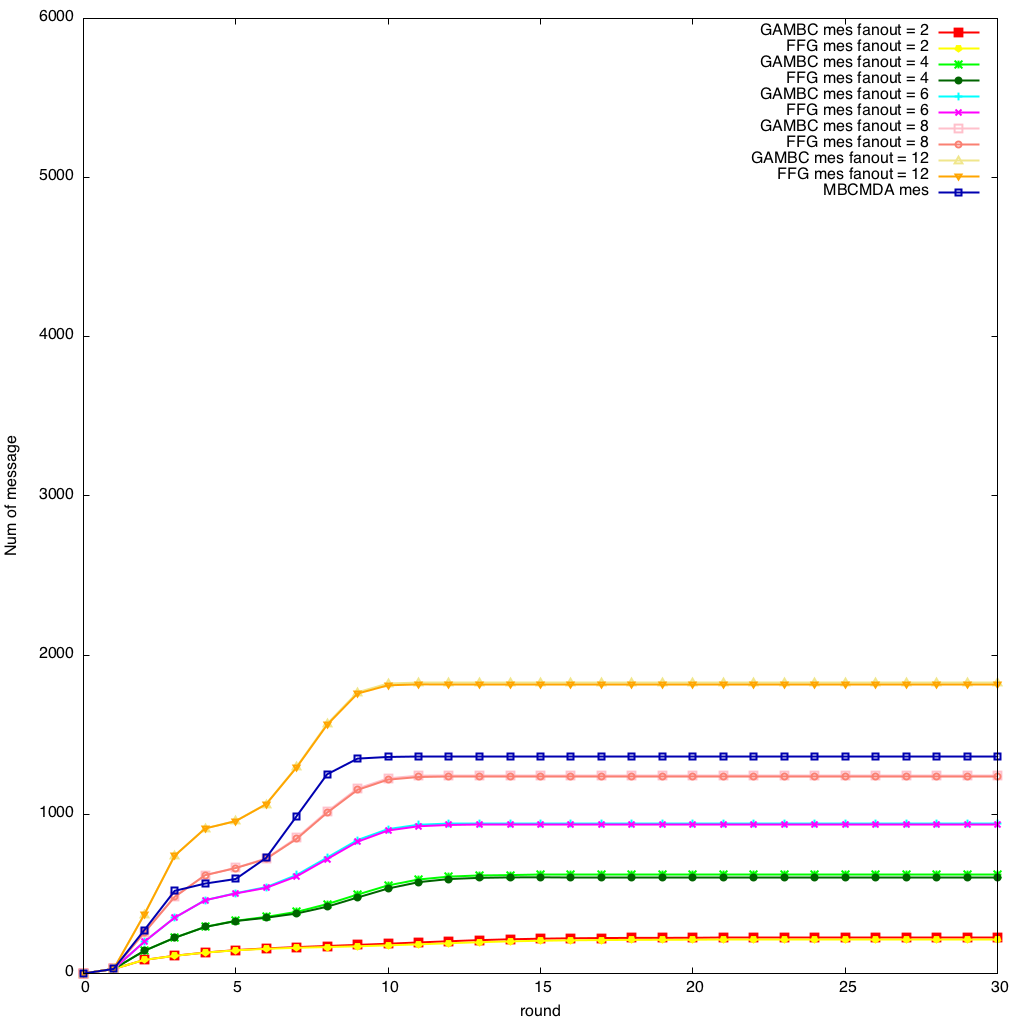 6000
5000
4000
3000
2000
1000
0
Num of message
GAMBC mes fanout = 2
FFG mes fanout = 2
GAMBC mes fanout = 4
FFG mes fanout = 4
GAMBC mes fanout = 6
FFG mes fanout = 6
GAMBC mes fanout = 8
FFG mes fanout = 8
GAMBC mes fanout = 12
FFG mes fanout = 12
MBCMDA mes
0 5 10 15 20 25 30
round